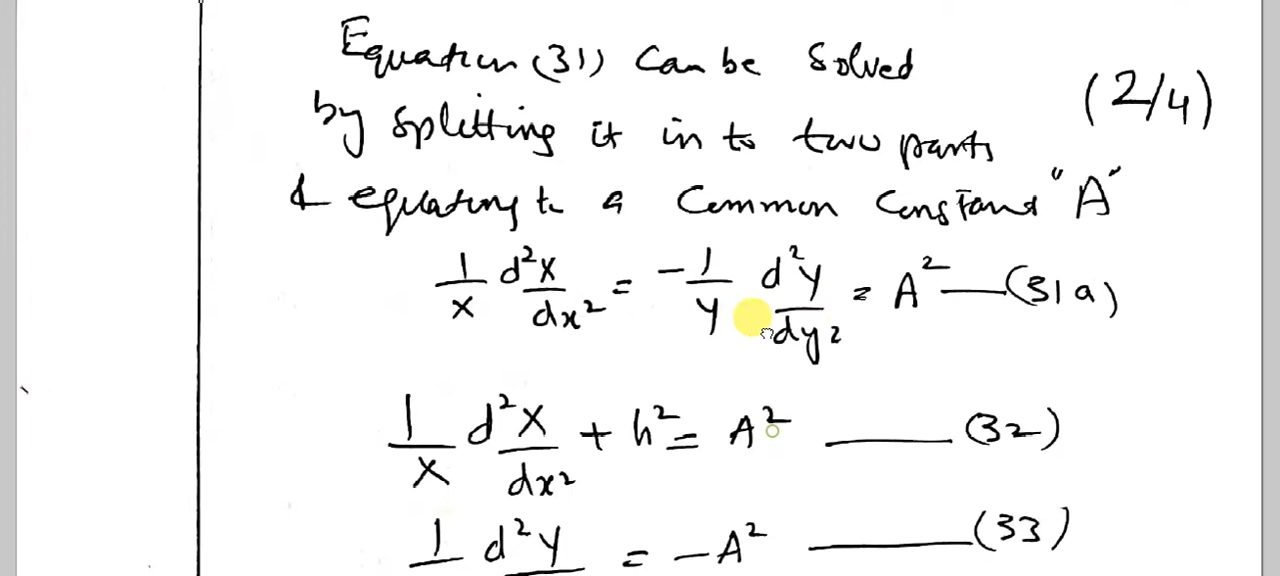 Equation (31) Can be Solved
(2/4)
by splitting it in to two parts
& equating to a Common Constant "A"
1/X d²X/dx² = -1/Y d²Y/dy² = A² — (31a)
1/X d²X/dx² + h² = A² — (32)
1 d²Y = -A² — (33)